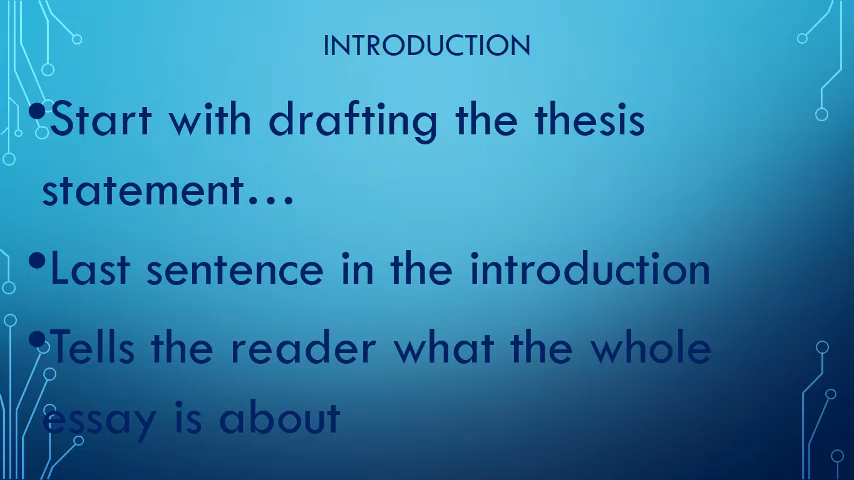 INTRODUCTION
•Start with drafting the thesis
statement...
•Last sentence in the introduction
•Tells the reader what the whole
essay is about